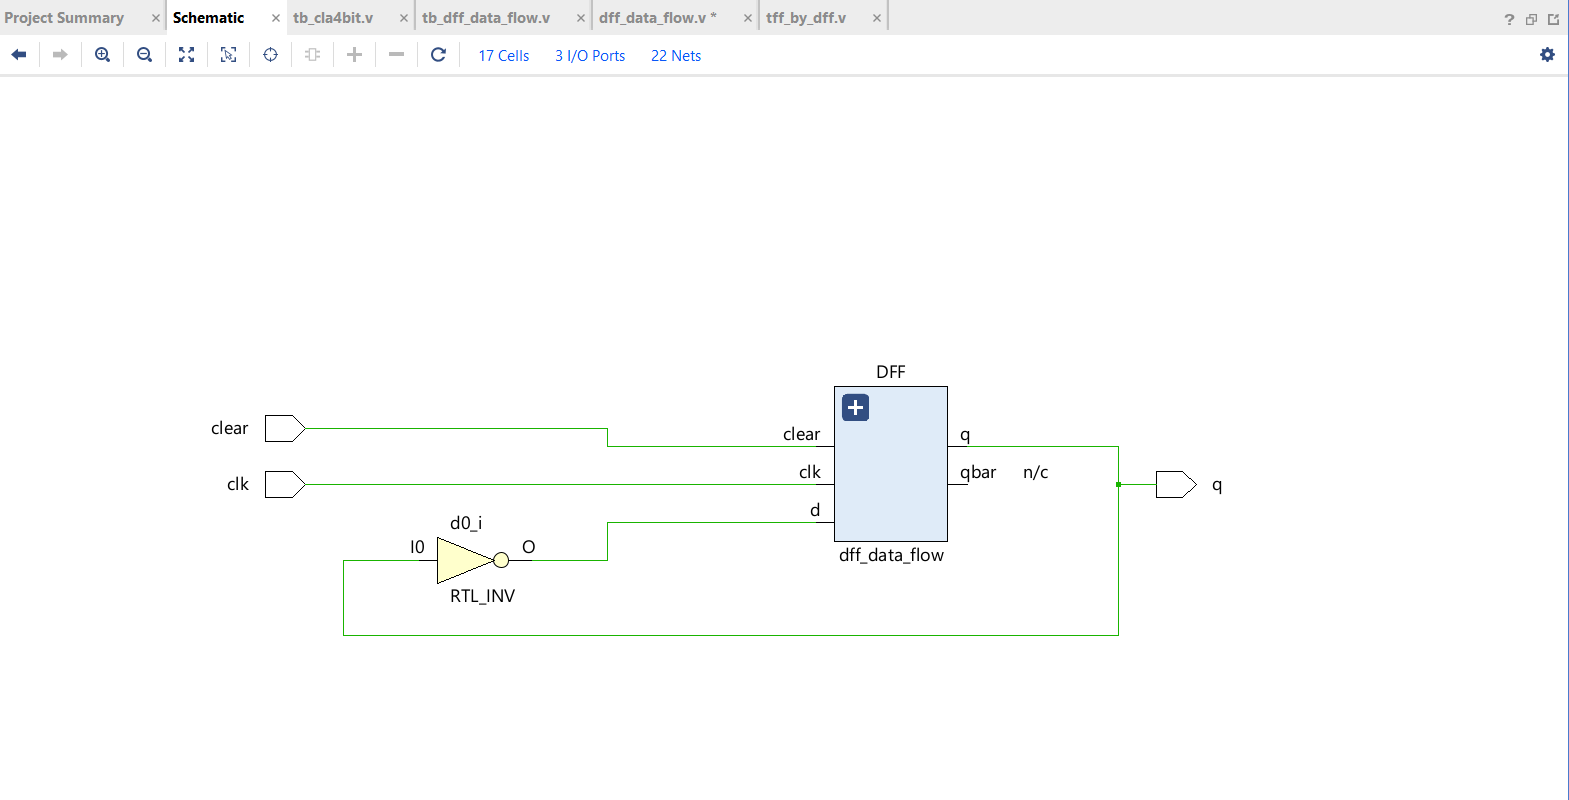 Project Summary × Schematic × tb_cla4bit.v × tb_dff_data_flow.v × dff_data_flow.v * × tff_by_dff.v × ?
17 Cells 3 I/O Ports 22 Nets
DFF
clear clear q
clk clk qbar n/c q
d0_i d
I0 O
dff_data_flow
RTL_INV